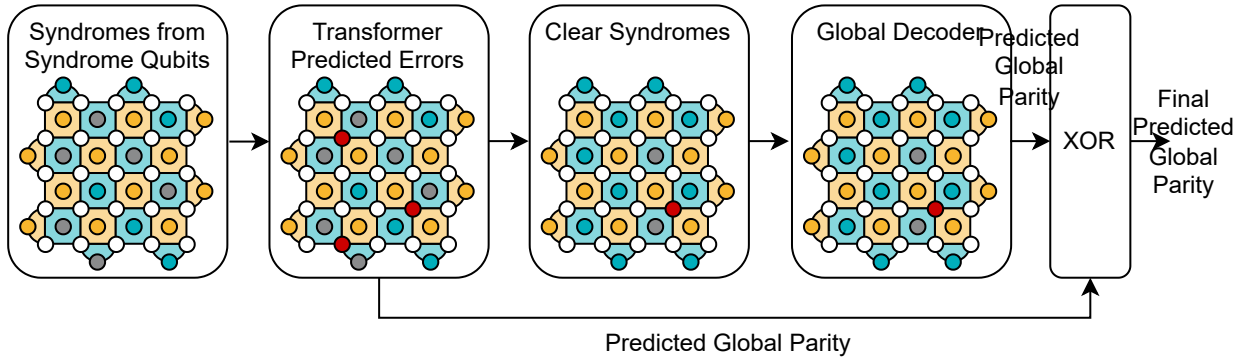 Syndromes from
Syndrome Qubits
Transformer
Predicted Errors
Clear Syndromes
Global Decoder
Predicted
Global
Parity
XOR
Final
Predicted
Global
Parity
Predicted Global Parity